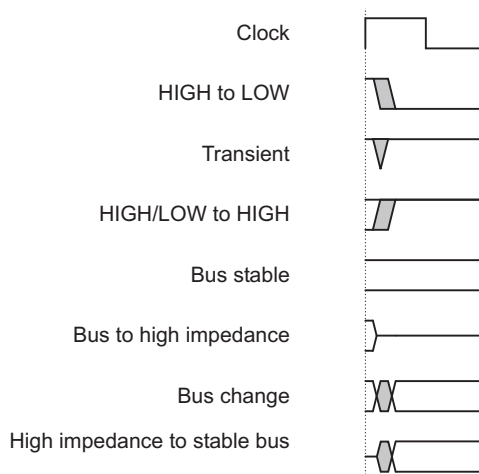 Clock
HIGH to LOW
Transient
HIGH/LOW to HIGH
Bus stable
Bus to high impedance
Bus change
High impedance to stable bus